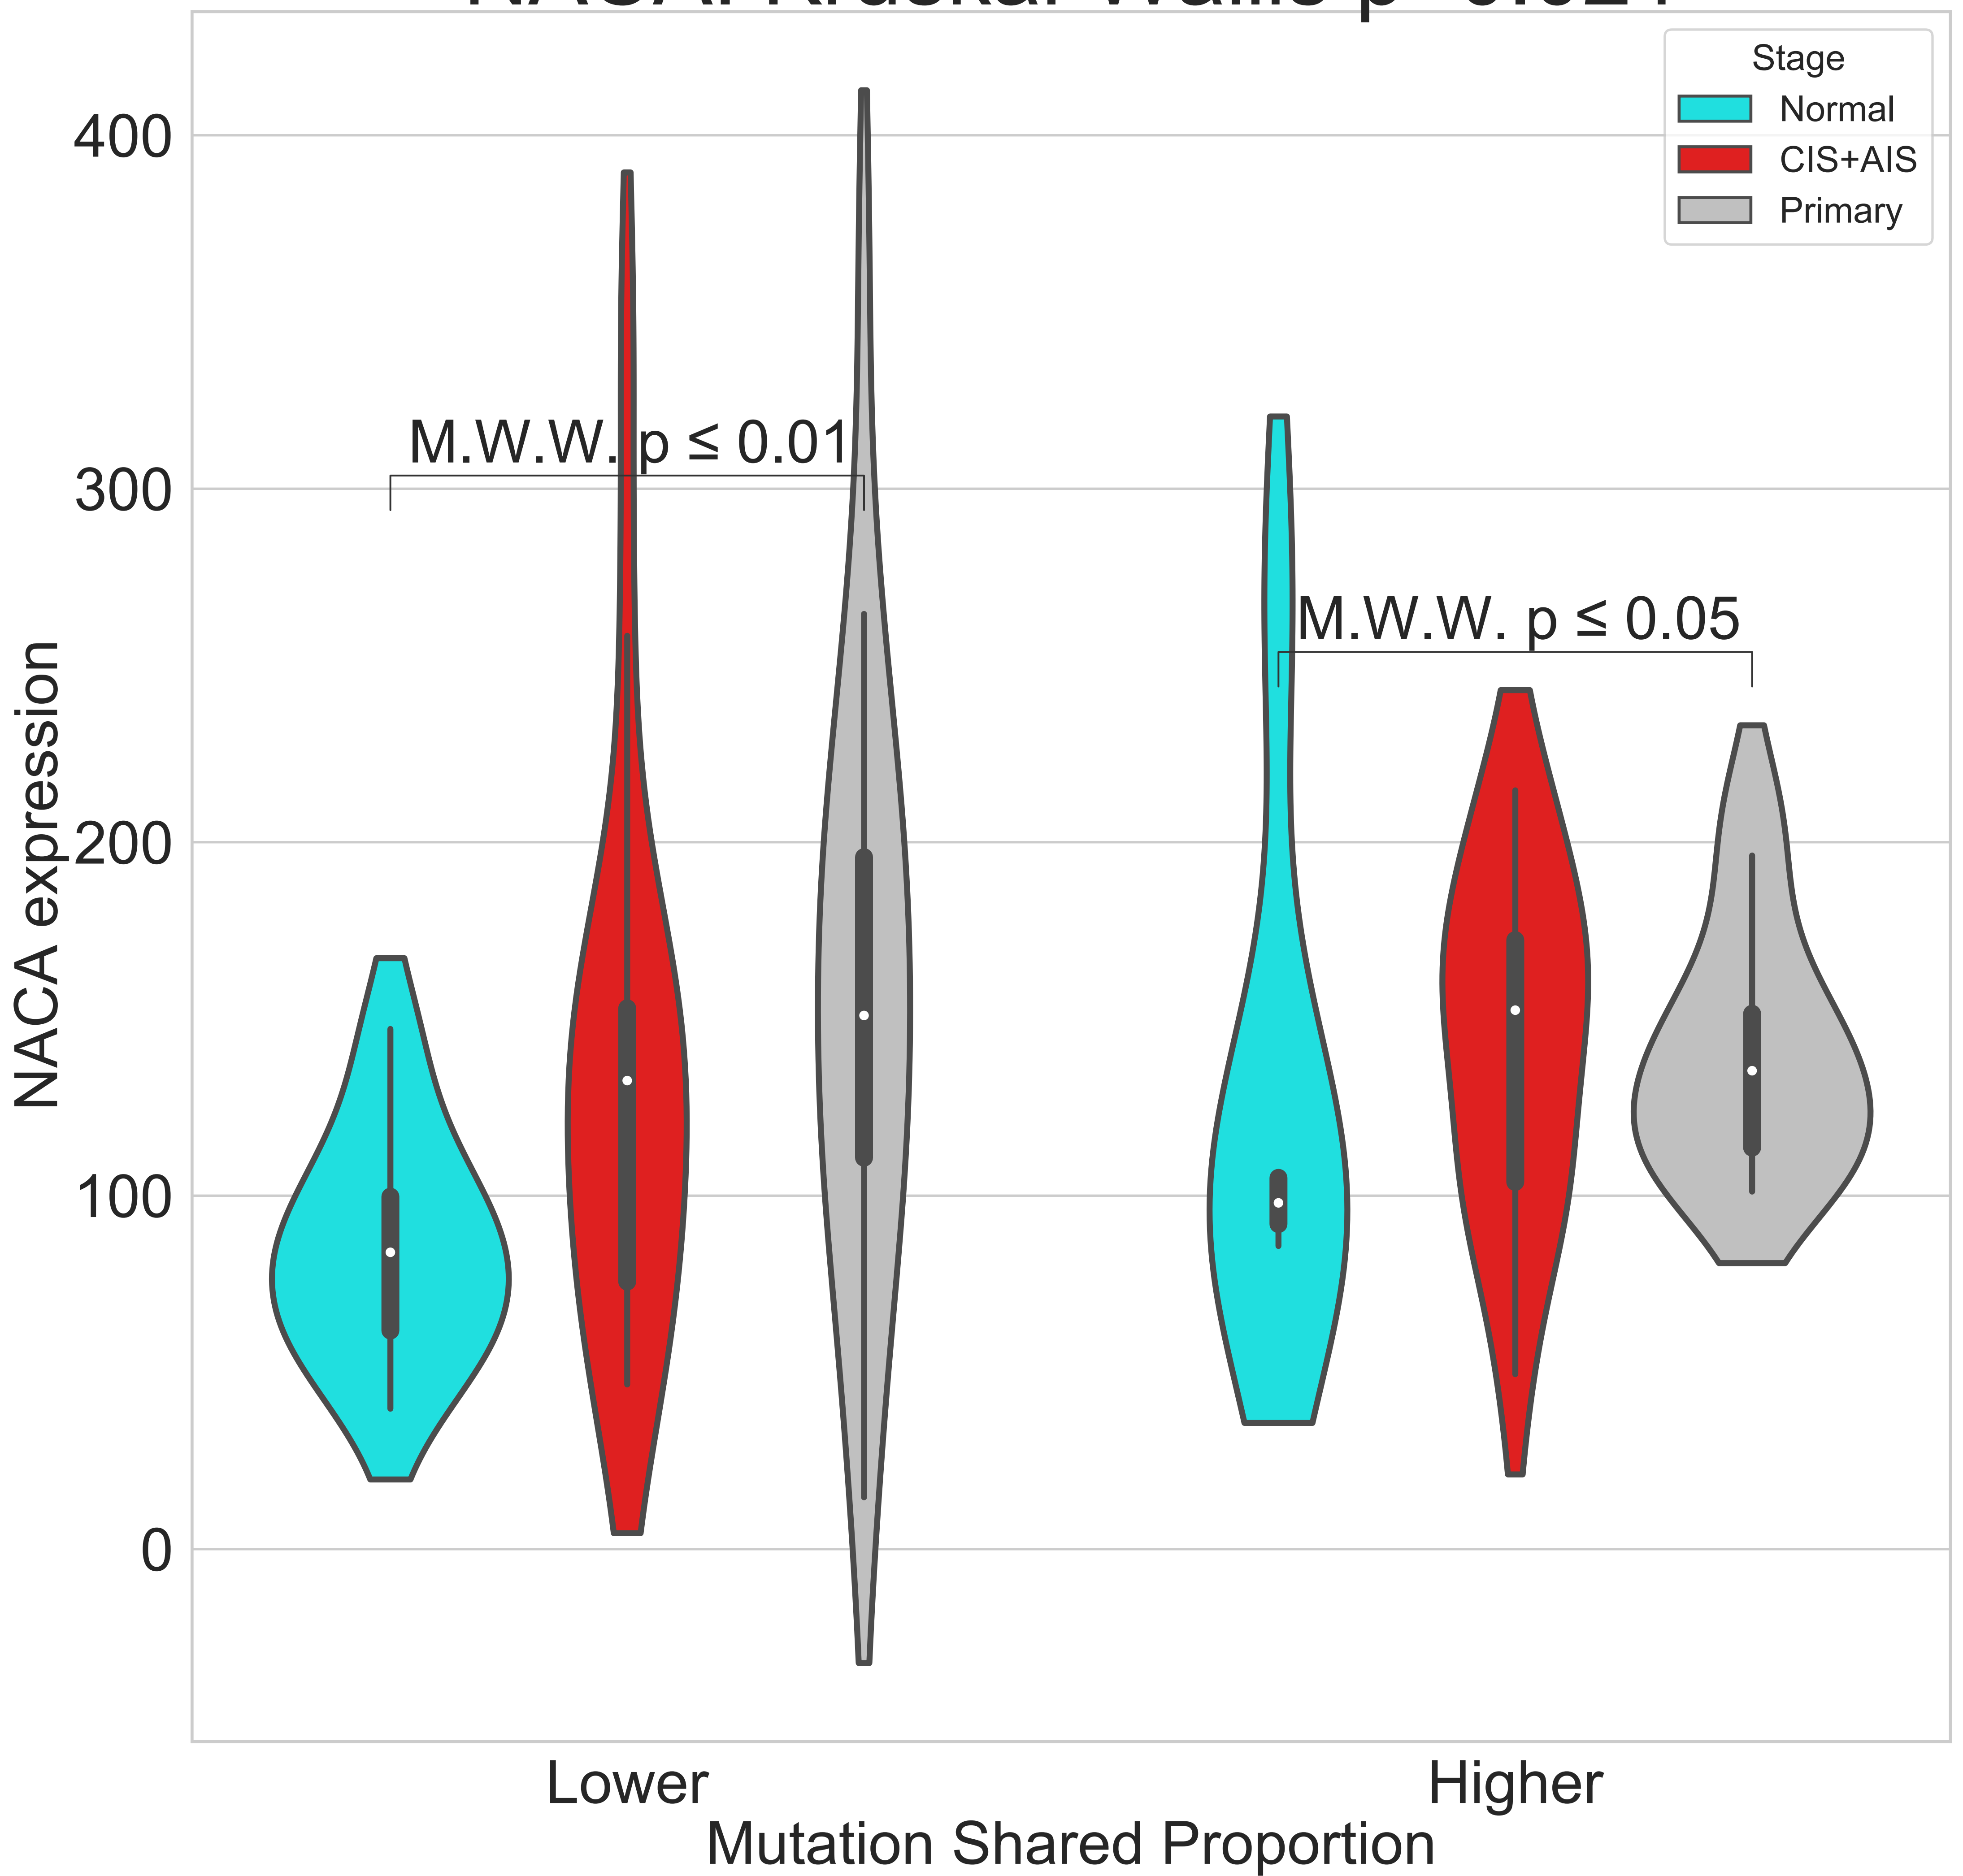 Stage
Normal
CIS+AIS
Primary
400
300
200
100
0
M.W.W. p ≤ 0.01
M.W.W. p ≤ 0.05
NACA expression
Lower
Higher
Mutation Shared Proportion